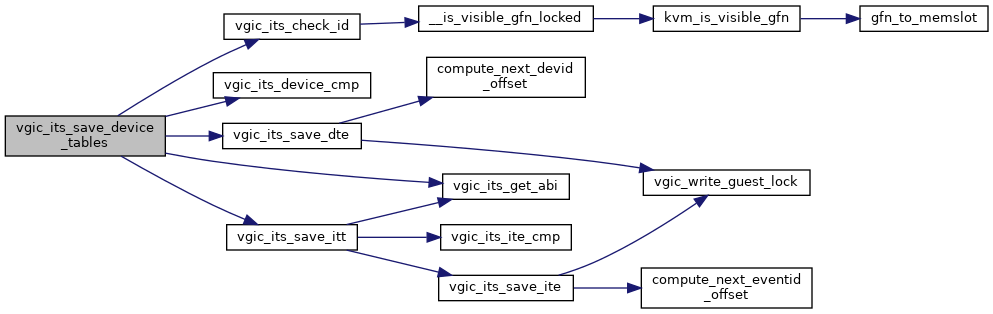 vgic_its_save_device
_tables
vgic_its_check_id
__is_visible_gfn_locked
kvm_is_visible_gfn
gfn_to_memslot
vgic_its_device_cmp
compute_next_devid
_offset
vgic_its_save_dte
vgic_write_guest_lock
vgic_its_get_abi
vgic_its_save_itt
vgic_its_ite_cmp
vgic_its_save_ite
compute_next_eventid
_offset